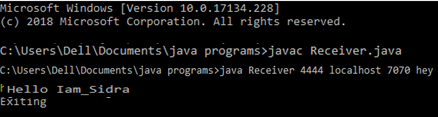 Microsoft Windows [Version 10.0.17134.228]
(c) 2018 Microsoft Corporation. All rights reserved.
C:\Users\Dell\Documents\java programs>javac Receiver.java
C:\Users\Dell\Documents\java programs>java Receiver 4444 localhost 7070 hey
Hello Iam_Sidra
Exiting